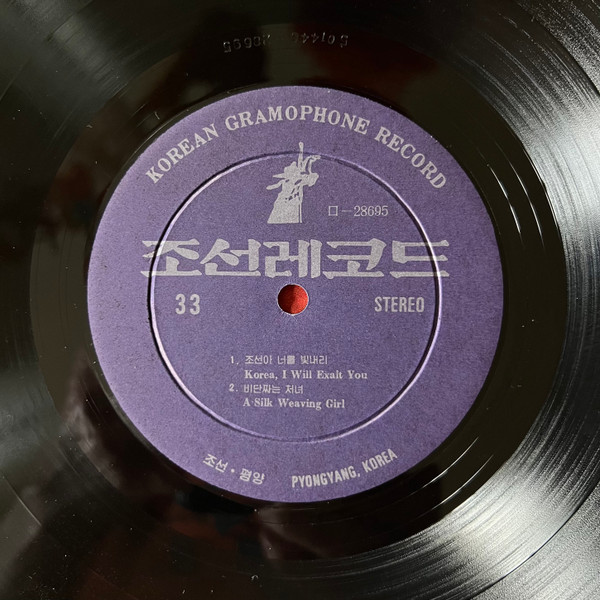 KOREAN GRAMOPHONE RECORD
ㅁ-28695
조선레코드
33 STEREO
1. 조선아 너를 빛내리
Korea, I Will Exalt You
2. 비단짜는 저녀
A Silk Weaving Girl
조선·평양 PYONGYANG, KOREA